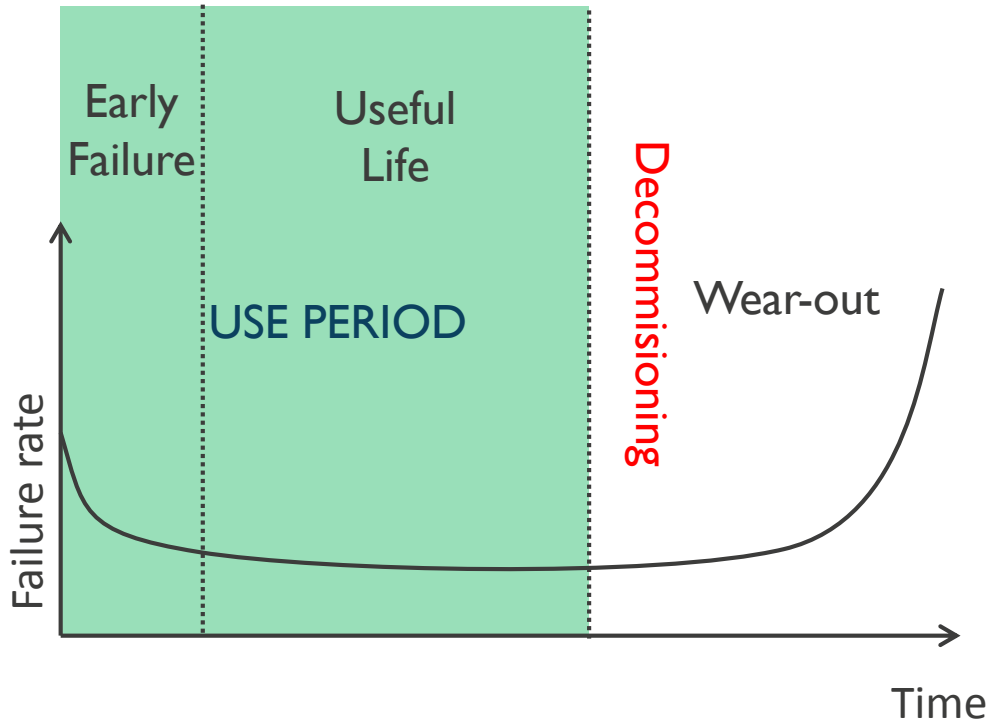 Early
Failure
Useful
Life
Decommisioning
USE PERIOD
Wear-out
Failure rate
Time